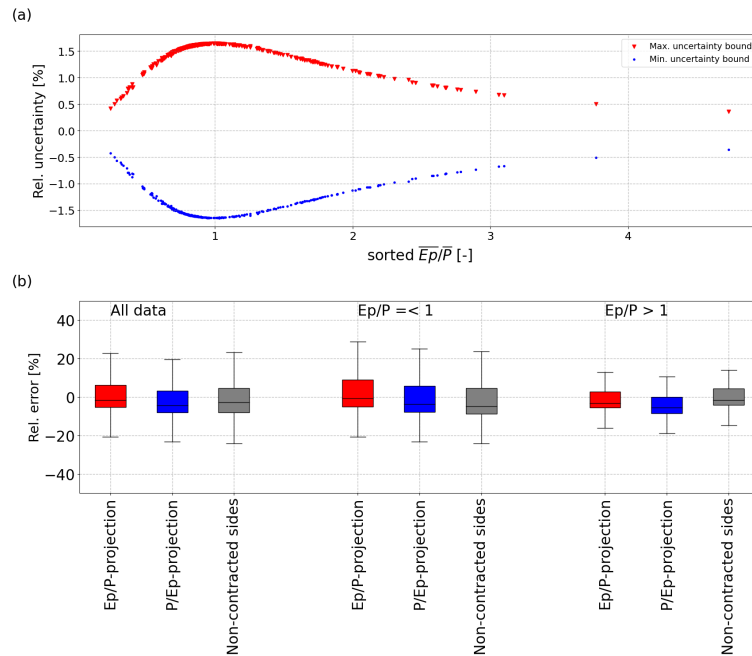 (a)
Rel. uncertainty [%]
1.5
1.0
0.5
0.0
−0.5
−1.0
−1.5
Max. uncertainty bound
Min. uncertainty bound
1 2 3 4
sorted Ep/P [-]
(b)
Rel. error [%]
40
20
0
−20
−40
All data
Ep/P =< 1
Ep/P > 1
Ep/P-projection
P/Ep-projection
Non-contracted sides
Ep/P-projection
P/Ep-projection
Non-contracted sides
Ep/P-projection
P/Ep-projection
Non-contracted sides